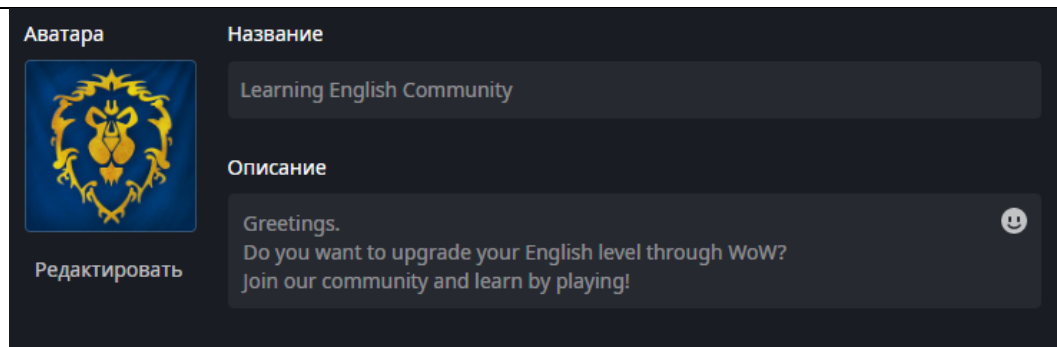 Аватара
Название
Learning English Community
Описание
Greetings.
Do you want to upgrade your English level through WoW?
Join our community and learn by playing!
Редактировать